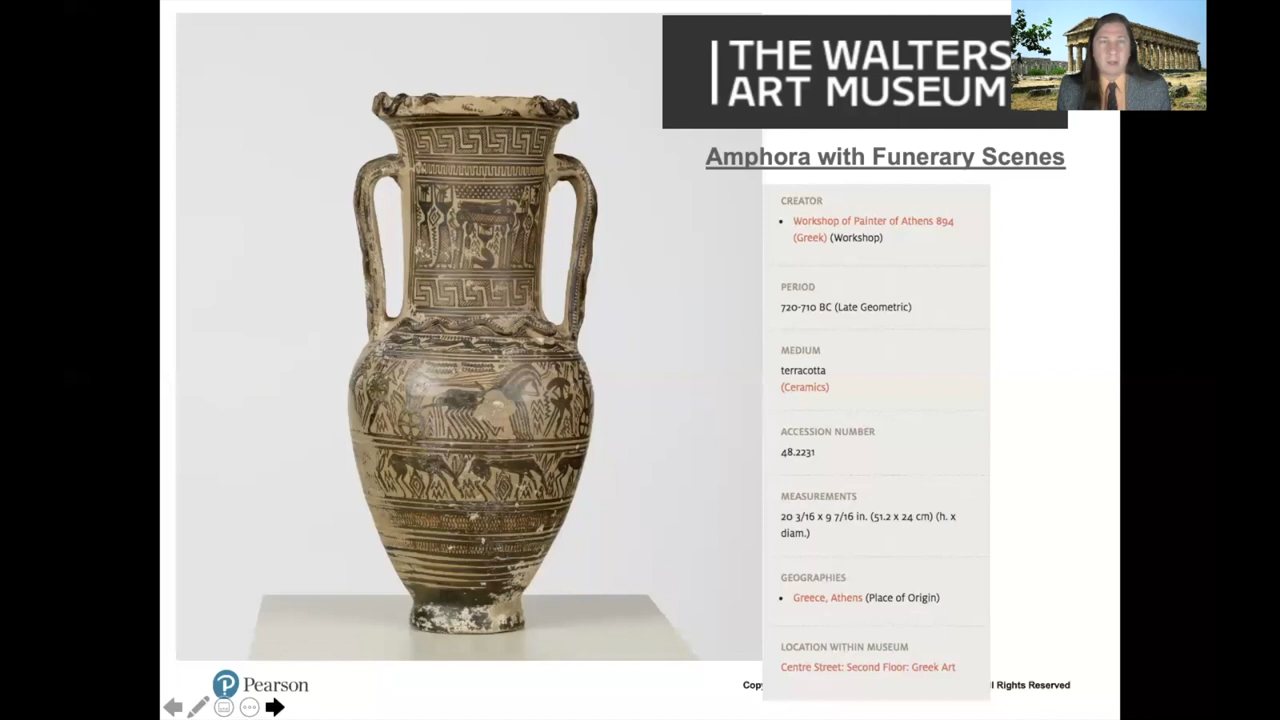 THE WALTERS
ART MUSEUM
Amphora with Funerary Scenes
CREATOR
• Workshop of Painter of Athens 894
(Greek) (Workshop)
PERIOD
720-710 BC (Late Geometric)
MEDIUM
terracotta
(Ceramics)
ACCESSION NUMBER
48.2231
MEASUREMENTS
20 3/16 x 9 7/16 in. (51.2 x 24 cm) (h. x
diam.)
GEOGRAPHIES
• Greece, Athens (Place of Origin)
LOCATION WITHIN MUSEUM
Centre Street: Second Floor: Greek Art
P Pearson
Rights Reserved